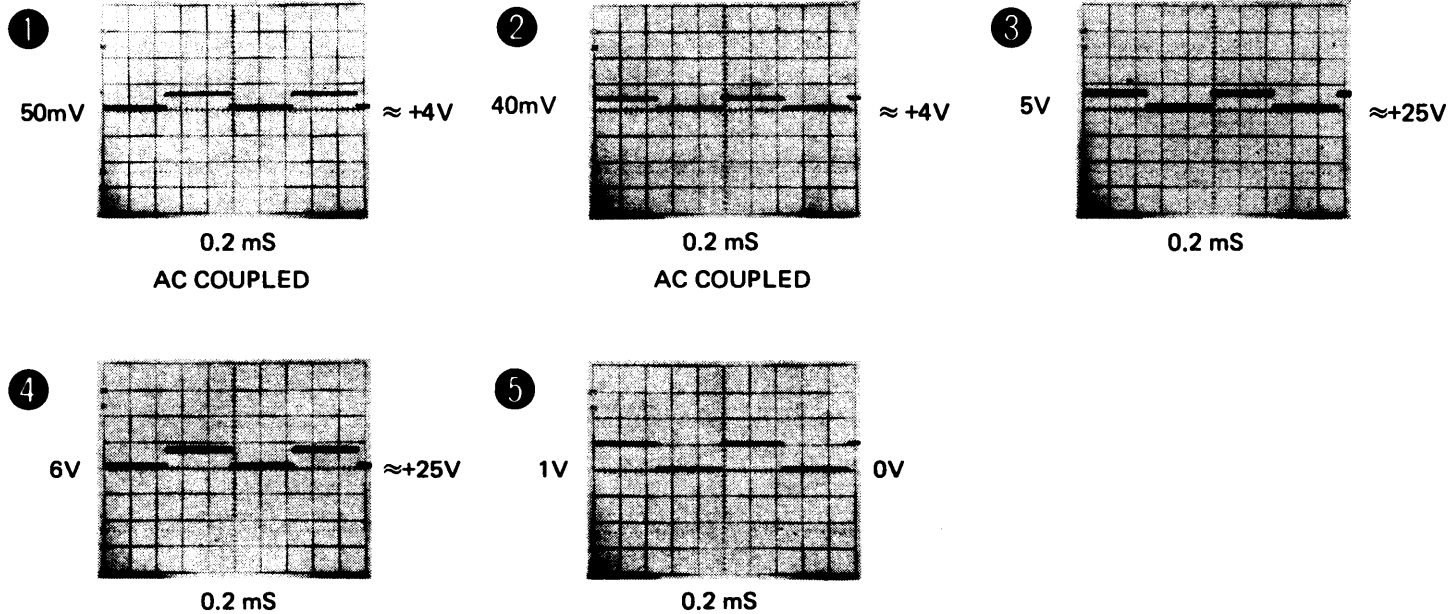 1
50mV
≈ +4V
0.2 mS
AC COUPLED
2
40mV
≈ +4V
0.2 mS
AC COUPLED
3
5V
≈+25V
0.2 mS
4
6V
≈+25V
0.2 mS
5
1V
0V
0.2 mS